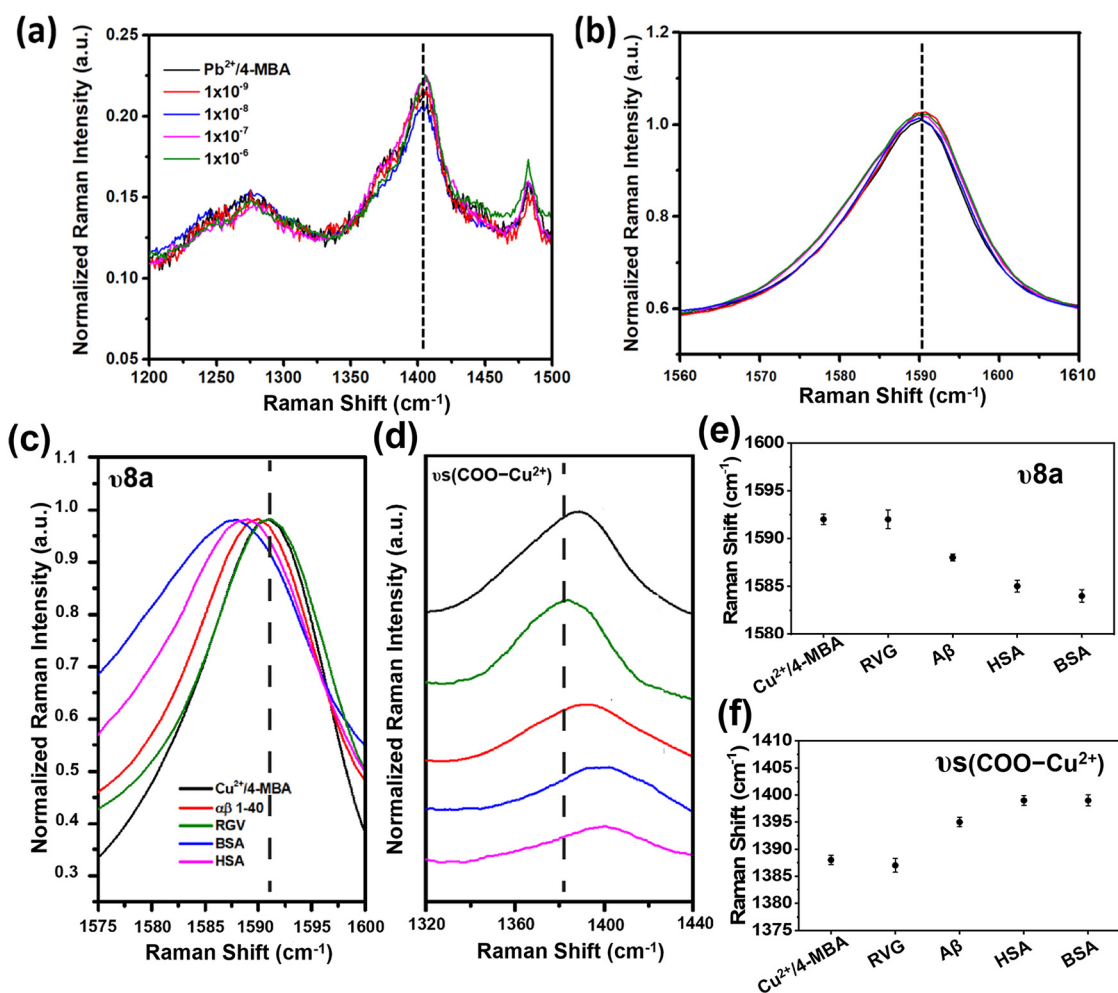 (a)
Normalized Raman Intensity (a.u.)
0.25
0.20
0.15
0.10
0.05
Pb²⁺/4-MBA
1x10⁻⁹
1x10⁻⁸
1x10⁻⁷
1x10⁻⁶
1200 1250 1300 1350 1400 1450 1500
Raman Shift (cm⁻¹)
(b)
Normalized Raman Intensity (a.u.)
1.2
1.0
0.8
0.6
1560 1570 1580 1590 1600 1610
Raman Shift (cm⁻¹)
(c)
Normalized Raman Intensity (a.u.)
1.1
1.0
0.9
0.8
0.7
0.6
0.5
0.4
0.3
υ8a
Cu²⁺/4-MBA
αβ 1-40
RGV
BSA
HSA
1575 1580 1585 1590 1595 1600
Raman Shift (cm⁻¹)
(d)
Normalized Raman Intensity (a.u.)
υs(COO−Cu²⁺)
1320 1360 1400 1440
Raman Shift (cm⁻¹)
(e)
Raman Shift (cm⁻¹)
1600
1595
1590
1585
1580
υ8a
Cu²⁺/4-MBA
RVG
Aβ
HSA
BSA
(f)
Raman Shift (cm⁻¹)
1410
1405
1400
1395
1390
1385
1380
1375
υs(COO−Cu²⁺)
Cu²⁺/4-MBA
RVG
Aβ
HSA
BSA